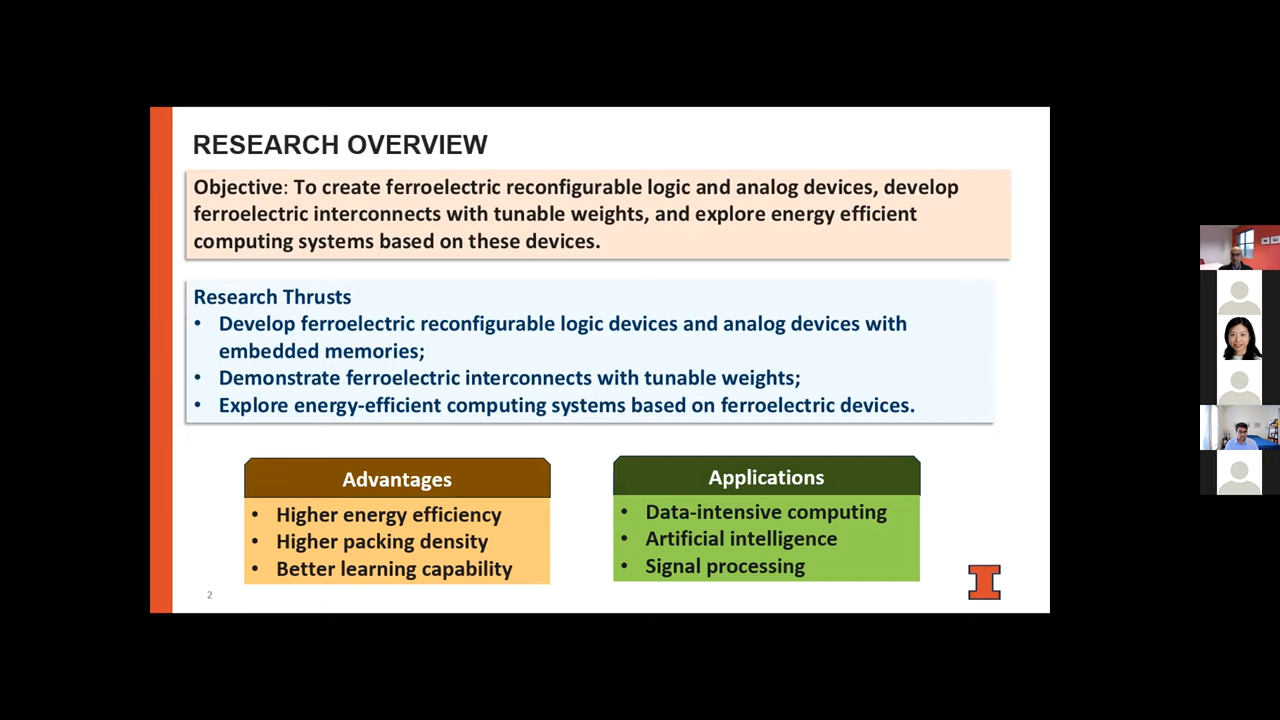 RESEARCH OVERVIEW
Objective: To create ferroelectric reconfigurable logic and analog devices, develop
ferroelectric interconnects with tunable weights, and explore energy efficient
computing systems based on these devices.
Research Thrusts
• Develop ferroelectric reconfigurable logic devices and analog devices with
embedded memories;
• Demonstrate ferroelectric interconnects with tunable weights;
• Explore energy-efficient computing systems based on ferroelectric devices.
Advantages
• Higher energy efficiency
• Higher packing density
• Better learning capability
Applications
• Data-intensive computing
• Artificial intelligence
• Signal processing
2